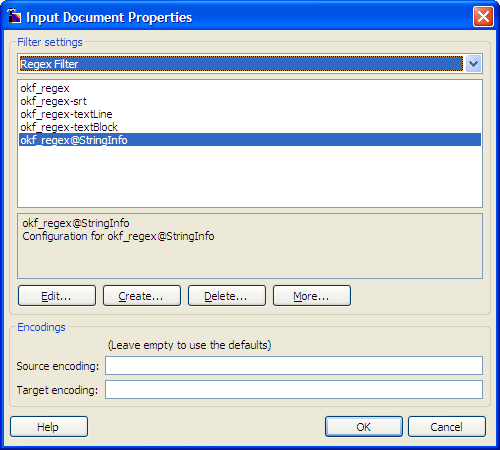 Input Document Properties
Filter settings
Regex Filter
okf_regex
okf_regex-srt
okf_regex-textLine
okf_regex-textBlock
okf_regex@StringInfo
okf_regex@StringInfo
Configuration for okf_regex@StringInfo
Edit... Create... Delete... More...
Encodings
(Leave empty to use the defaults)
Source encoding:
Target encoding:
Help OK Cancel